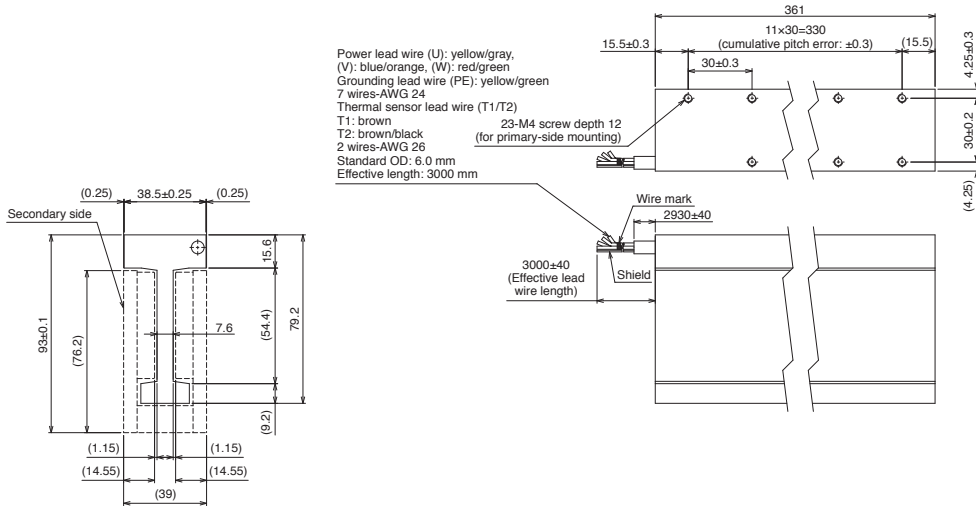 361
11×30=330
(cumulative pitch error: ±0.3)
15.5±0.3
(15.5)
30±0.3
4.25±0.3
30±0.2
(4.25)
Power lead wire (U): yellow/gray,
(V): blue/orange, (W): red/green
Grounding lead wire (PE): yellow/green
7 wires-AWG 24
Thermal sensor lead wire (T1/T2)
T1: brown
T2: brown/black
2 wires-AWG 26
Standard OD: 6.0 mm
Effective length: 3000 mm
23-M4 screw depth 12
(for primary-side mounting)
Wire mark
2930±40
3000±40
(Effective lead
wire length)
Shield
(0.25)
38.5±0.25
(0.25)
Secondary side
15.6
93±0.1
(76.2)
7.6
(54.4)
79.2
(9.2)
(1.15)
(1.15)
(14.55)
(14.55)
(39)